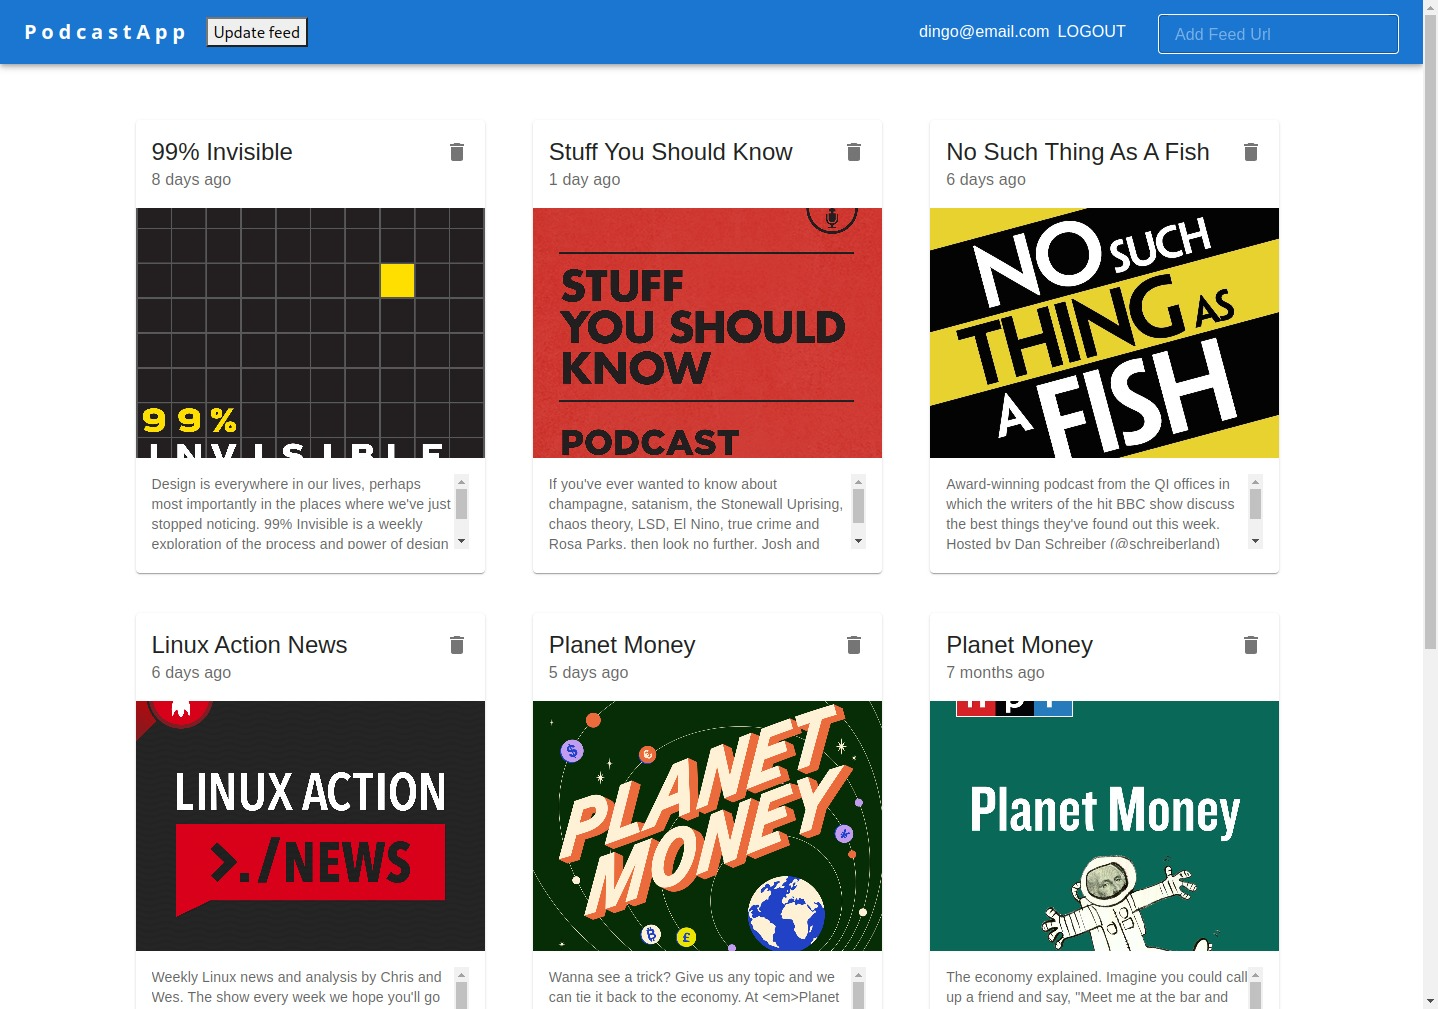 PodcastApp
Update feed
dingo@email.com LOGOUT
Add Feed Url
99% Invisible
8 days ago
99%
INVISIBLE
Design is everywhere in our lives, perhaps
most importantly in the places where we've just
stopped noticing. 99% Invisible is a weekly
exploration of the process and power of design
Stuff You Should Know
1 day ago
STUFF
YOU SHOULD
KNOW
PODCAST
If you've ever wanted to know about
champagne, satanism, the Stonewall Uprising,
chaos theory, LSD, El Nino, true crime and
Rosa Parks, then look no further. Josh and
No Such Thing As A Fish
6 days ago
NO SUCH
THING AS
A FISH
Award-winning podcast from the QI offices in
which the writers of the hit BBC show discuss
the best things they've found out this week.
Hosted by Dan Schreiber (@schreiberland)
Linux Action News
6 days ago
LINUX ACTION
>./NEWS
Weekly Linux news and analysis by Chris and
Wes. The show every week we hope you'll go
Planet Money
5 days ago
PLANET
MONEY
$
€
₿
£
Wanna see a trick? Give us any topic and we
can tie it back to the economy. At <em>Planet
Planet Money
7 months ago
npr
Planet Money
The economy explained. Imagine you could call
up a friend and say, "Meet me at the bar and